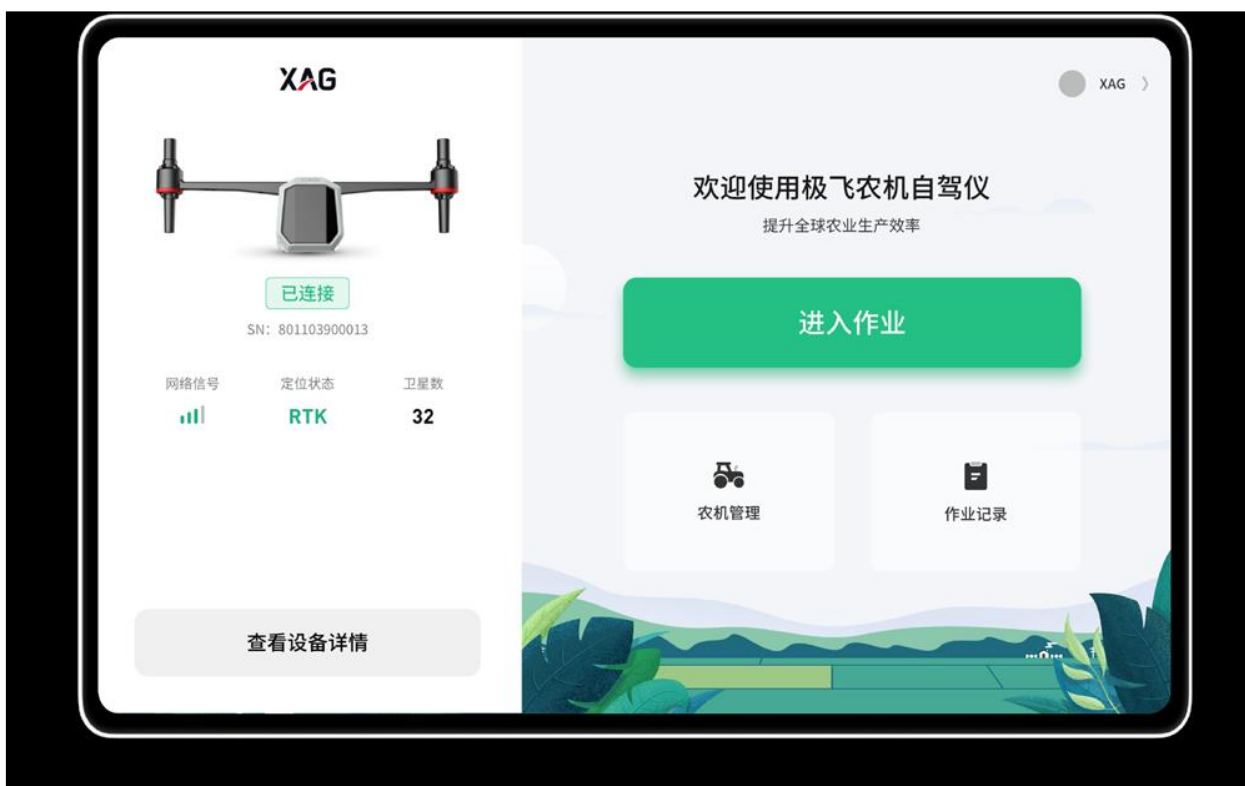 XAG
已连接
SN: 801103900013
网络信号 定位状态 卫星数
RTK 32
查看设备详情
XAG
欢迎使用极飞农机自驾仪
提升全球农业生产效率
进入作业
农机管理 作业记录